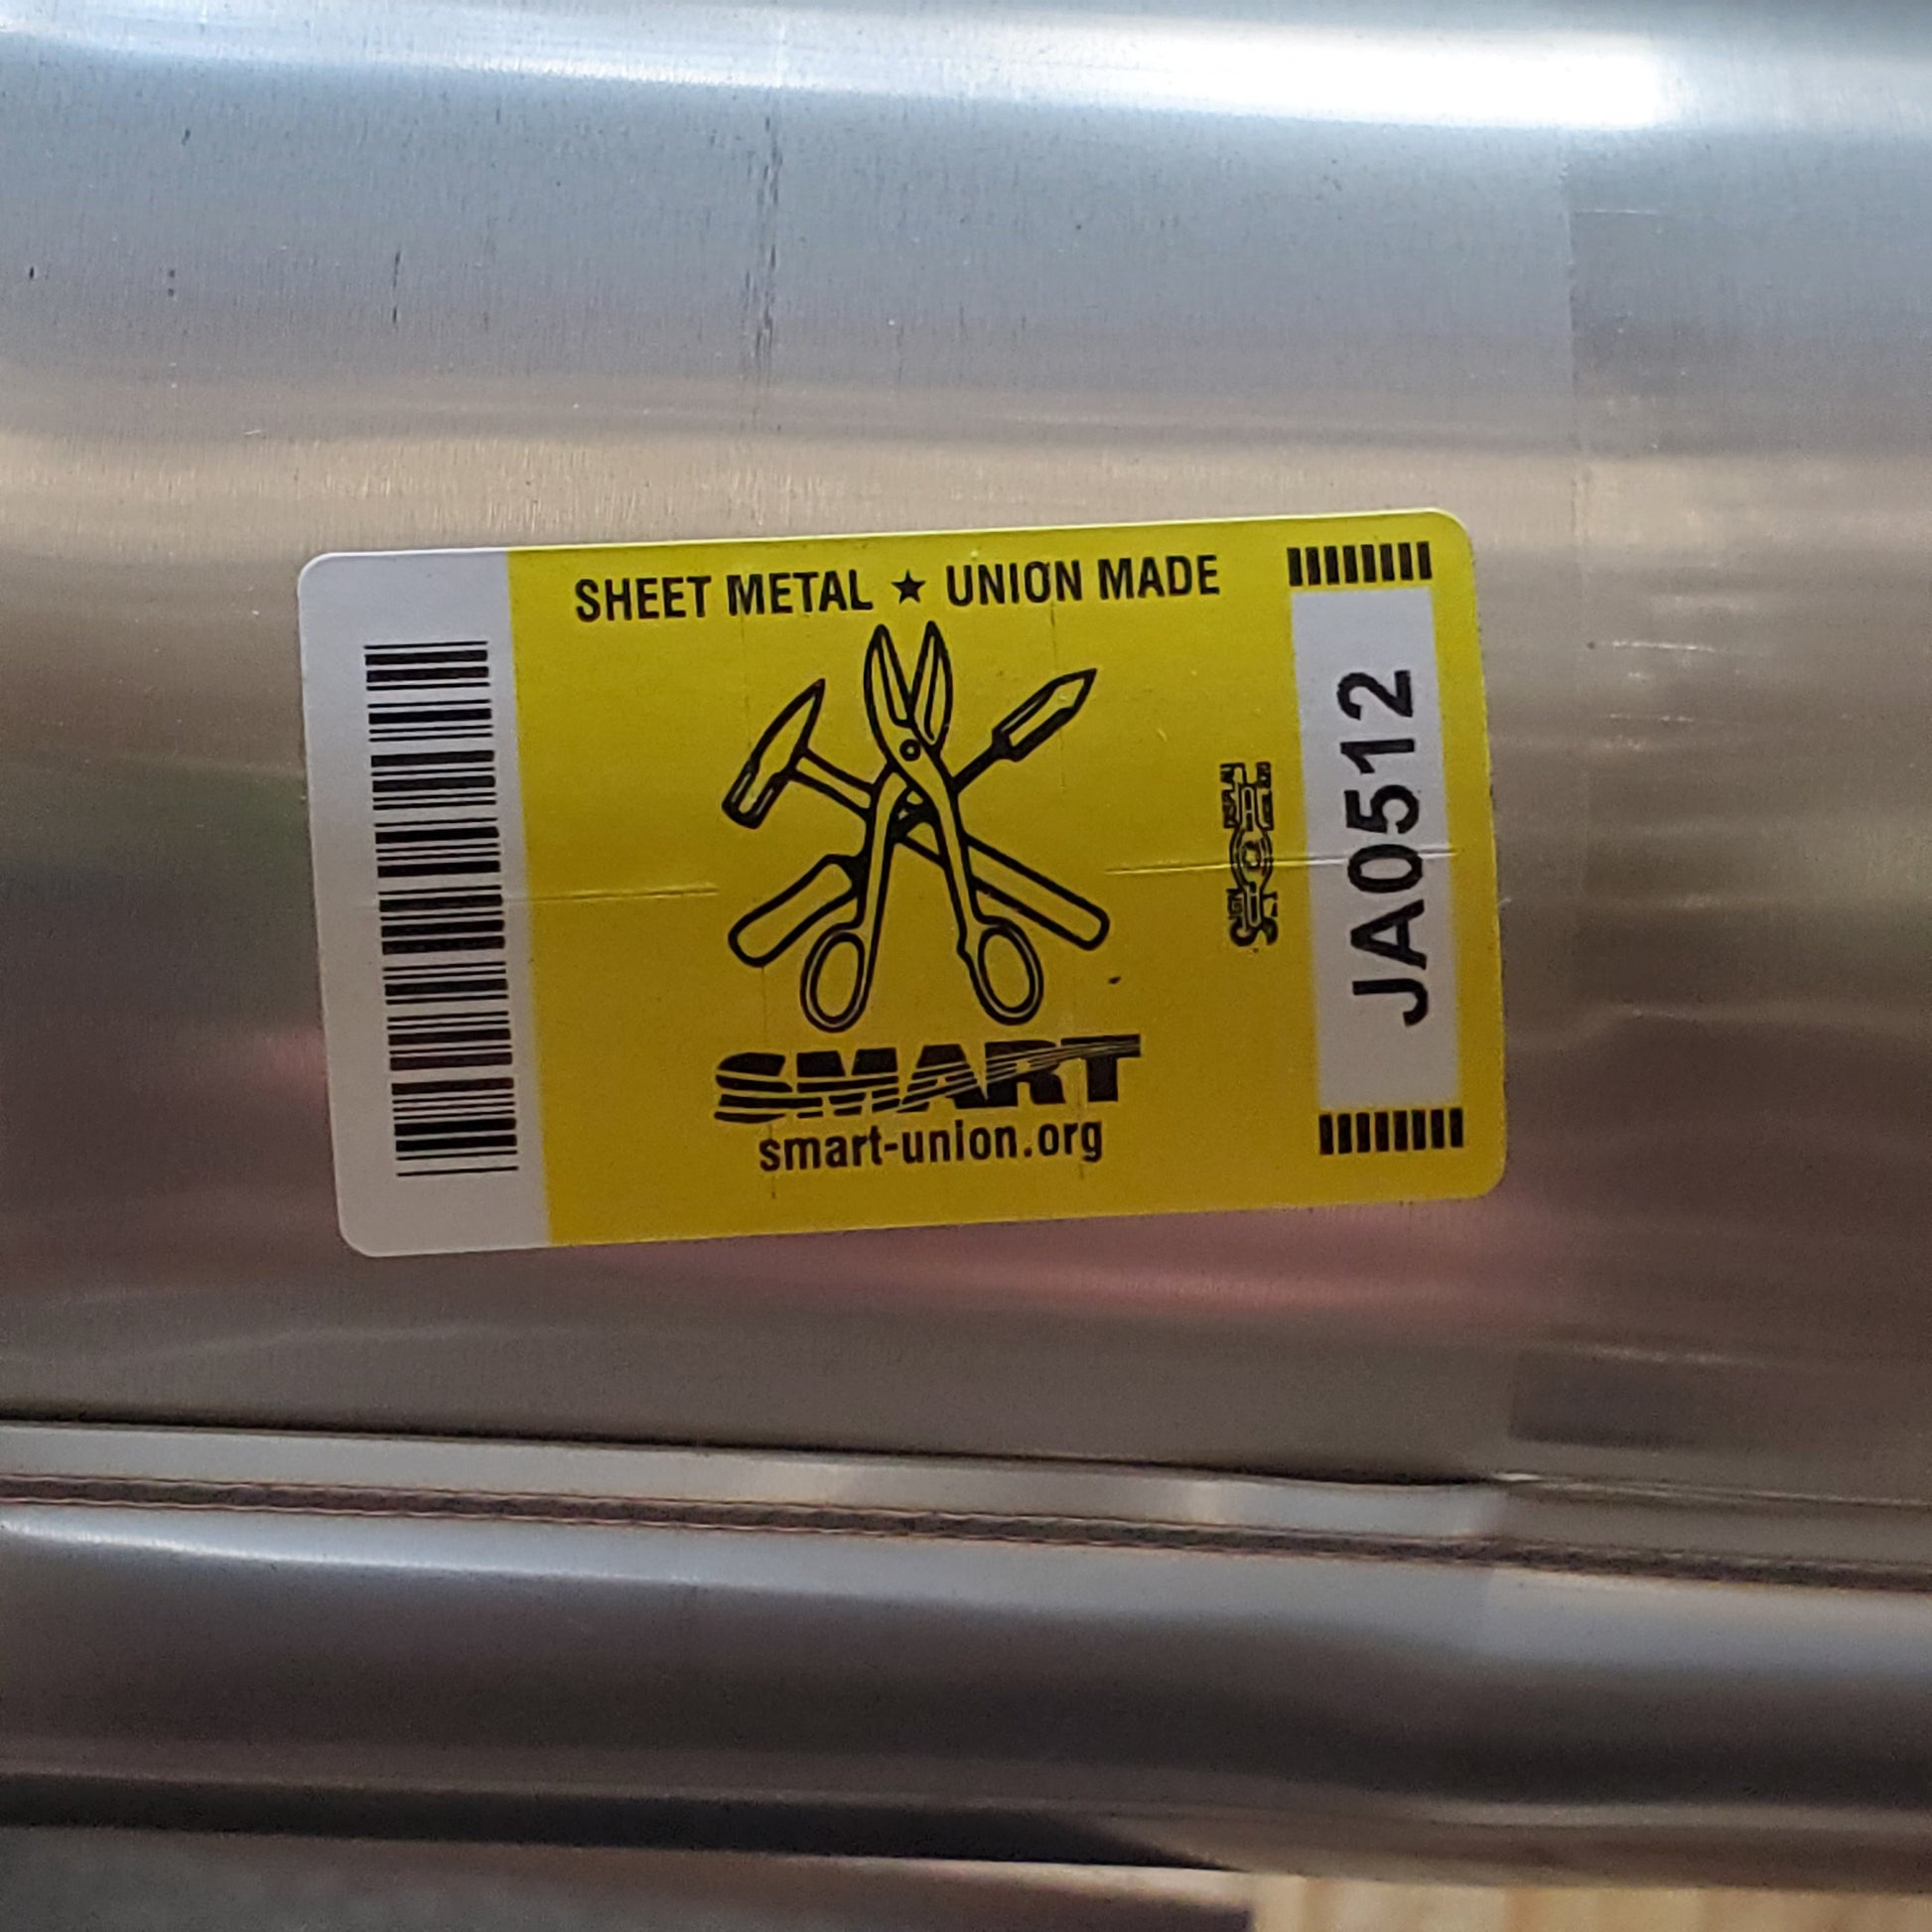 SHEET METAL ★ UNION MADE
SMART
smart-union.org
JA0512